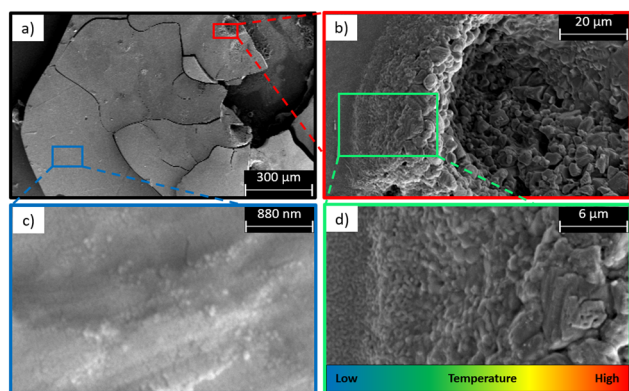 a)
300 µm
b)
20 µm
c)
880 nm
d)
6 µm
Low Temperature High